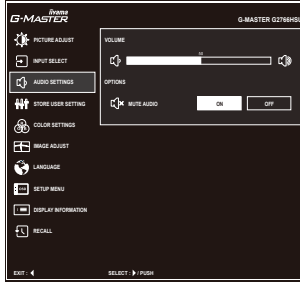 iiyama
G-MASTER
G-MASTER G2766HSU
PICTURE ADJUST
INPUT SELECT
AUDIO SETTINGS
STORE USER SETTING
COLOR SETTINGS
IMAGE ADJUST
LANGUAGE
SETUP MENU
DISPLAY INFORMATION
RECALL
VOLUME
50
OPTIONS
MUTE AUDIO
ON
OFF
EXIT :
SELECT : / PUSH